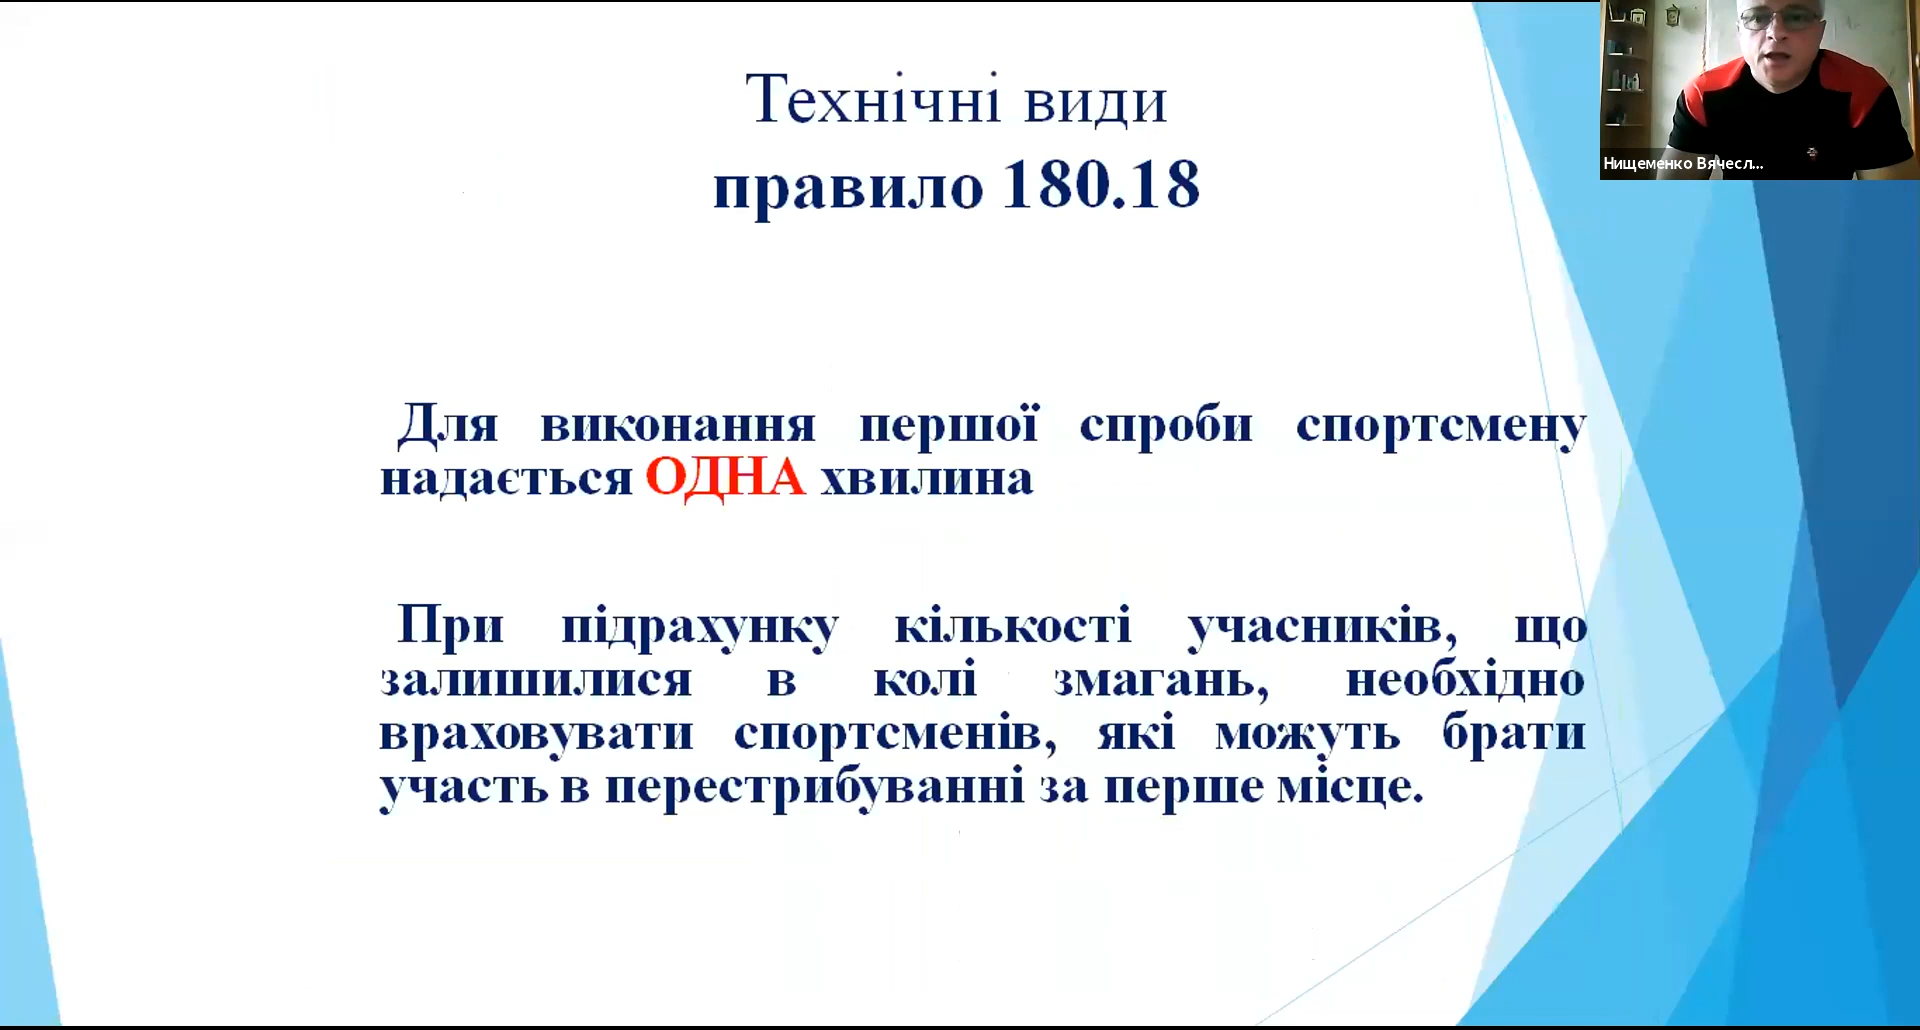 Технічні види
правило 180.18
Нищеменко Вячесл...
Для виконання першої спроби спортсмену
надається ОДНА хвилина
При підрахунку кількості учасників, що
залишилися в колі змагань, необхідно
враховувати спортсменів, які можуть брати
участь в перестрибуванні за перше місце.